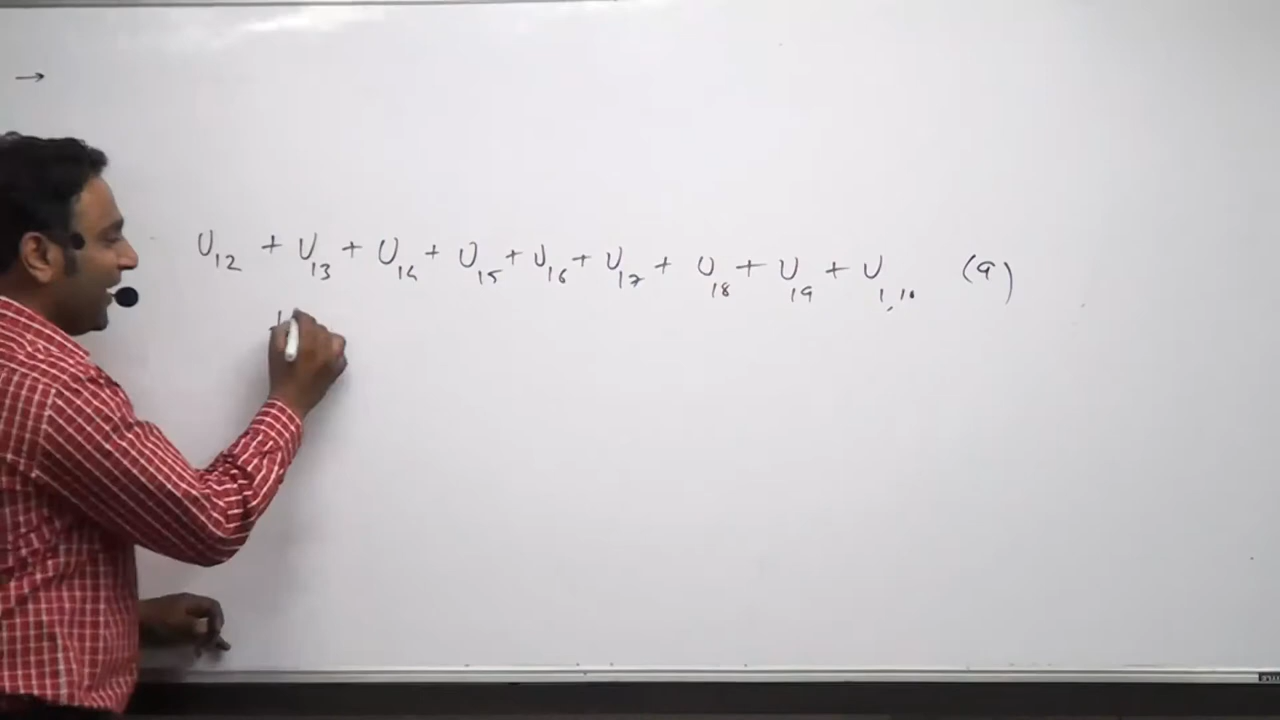 →
U₁₂ + U₁₃ + U₁₄ + U₁₅ + U₁₆ + U₁₇ + U₁₈ + U₁₉ + U₁,₁₀ (9)
+